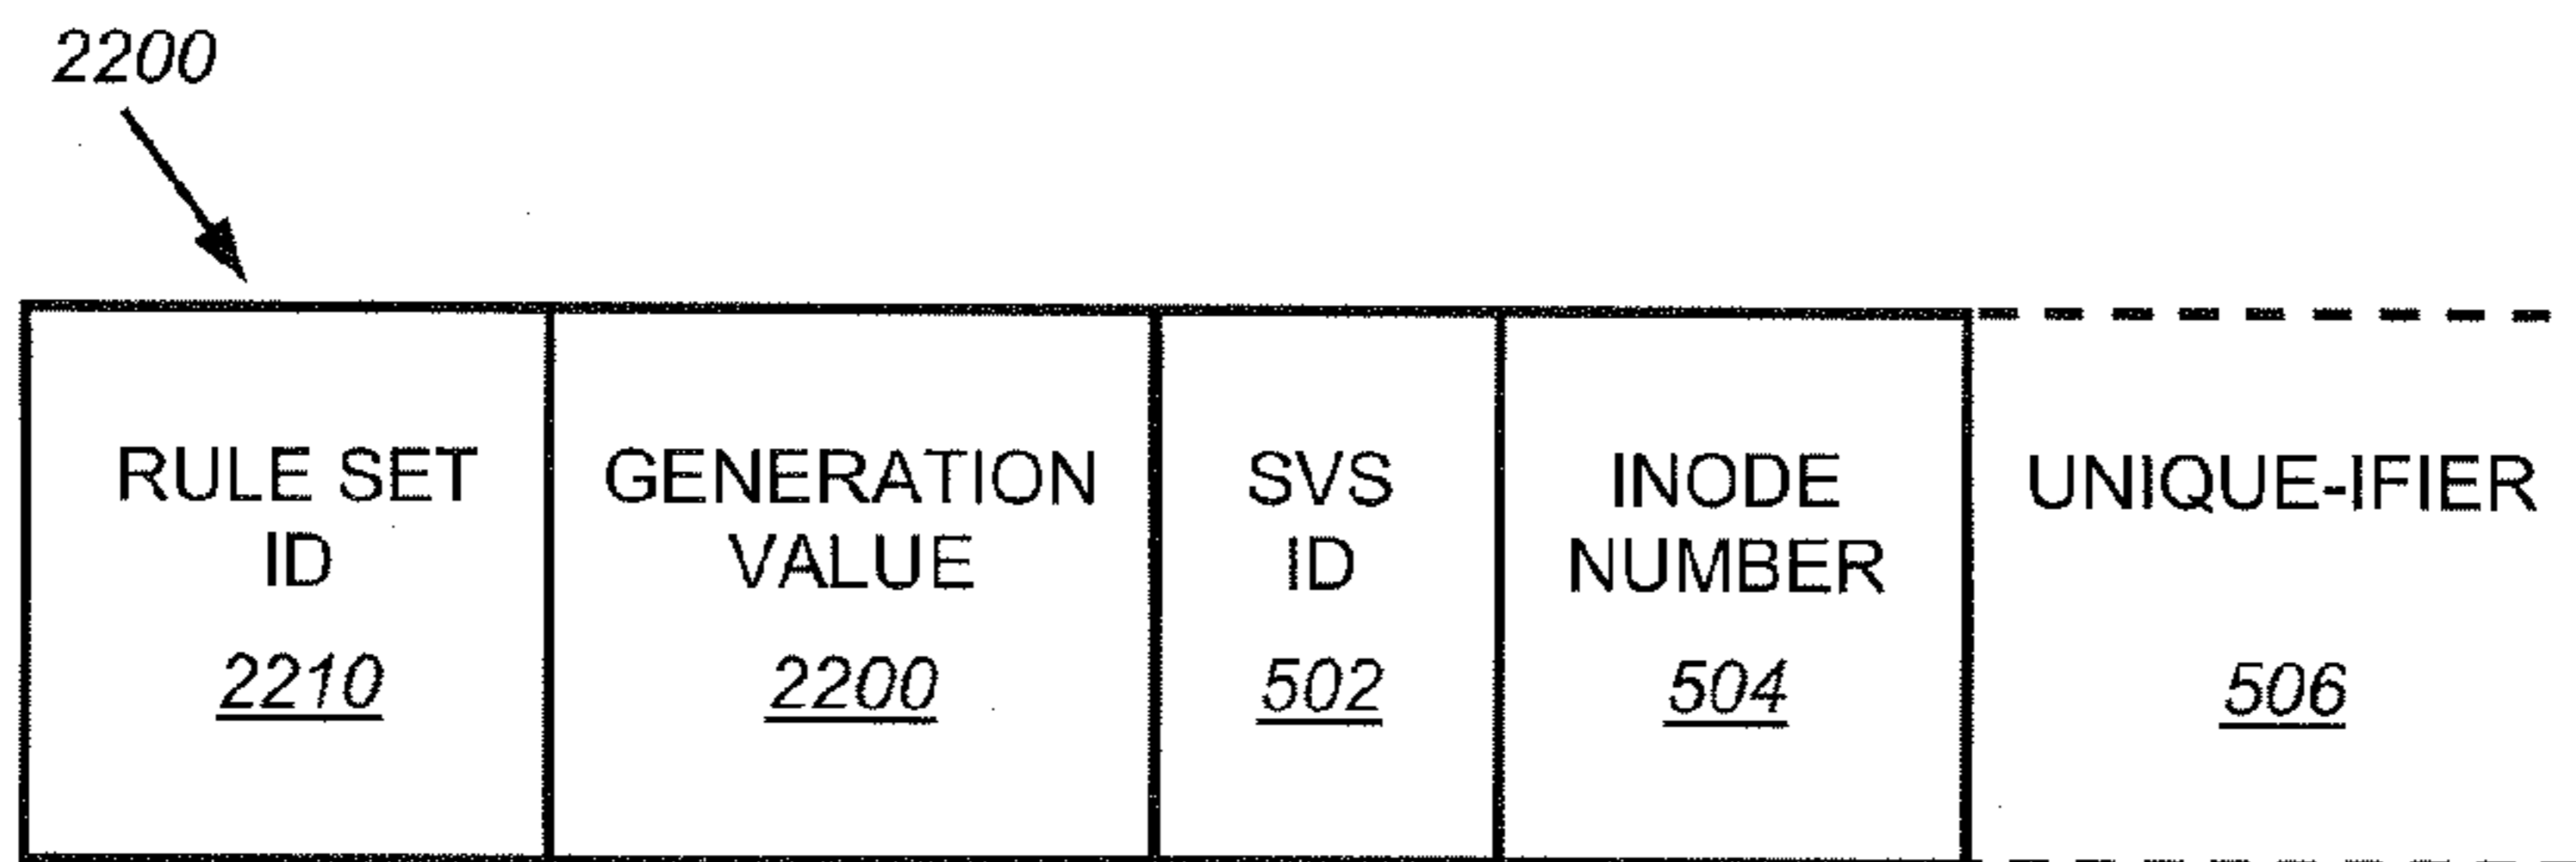 2200
RULE SET
ID
2210
GENERATION
VALUE
2200
SVS
ID
502
INODE
NUMBER
504
UNIQUE-IFIER
506